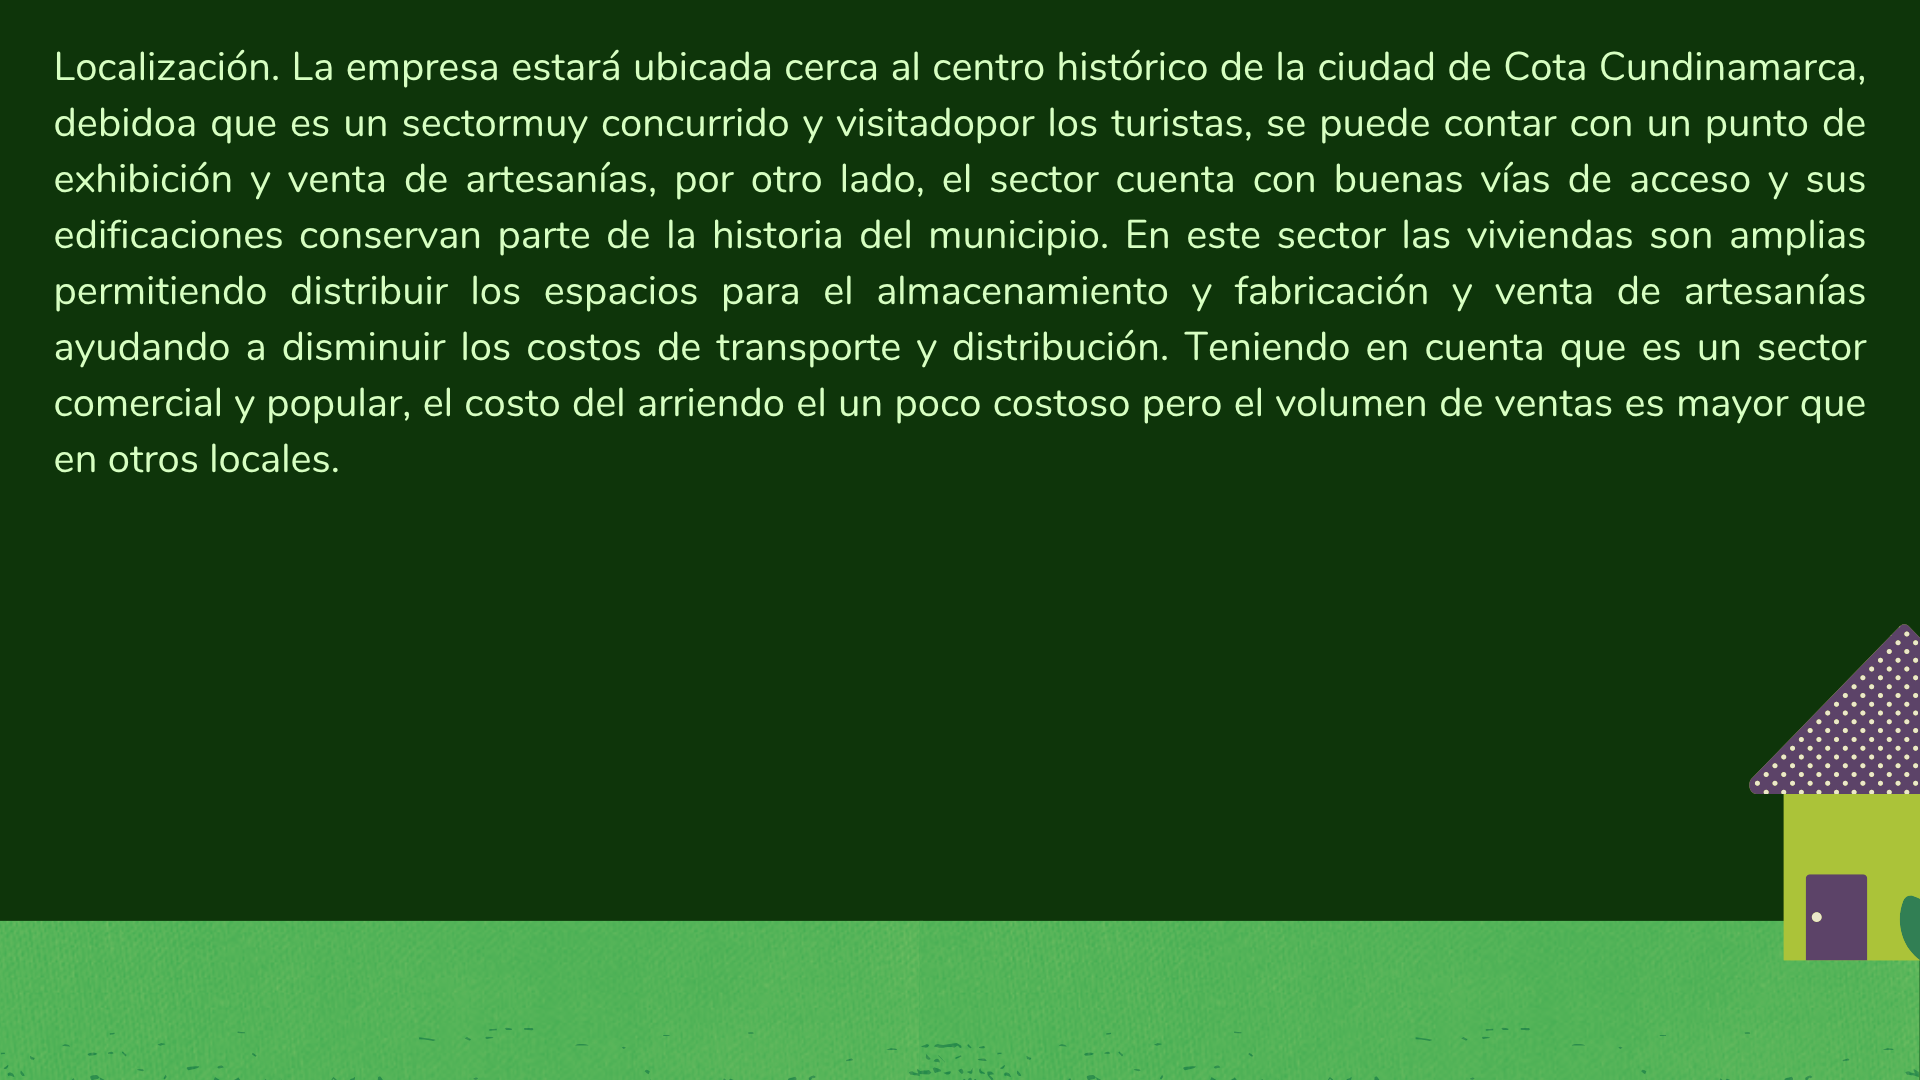 Localización. La empresa estará ubicada cerca al centro histórico de la ciudad de Cota Cundinamarca,
debidoa que es un sectormuy concurrido y visitadopor los turistas, se puede contar con un punto de
exhibición y venta de artesanías, por otro lado, el sector cuenta con buenas vías de acceso y sus
edificaciones conservan parte de la historia del municipio. En este sector las viviendas son amplias
permitiendo distribuir los espacios para el almacenamiento y fabricación y venta de artesanías
ayudando a disminuir los costos de transporte y distribución. Teniendo en cuenta que es un sector
comercial y popular, el costo del arriendo el un poco costoso pero el volumen de ventas es mayor que
en otros locales.